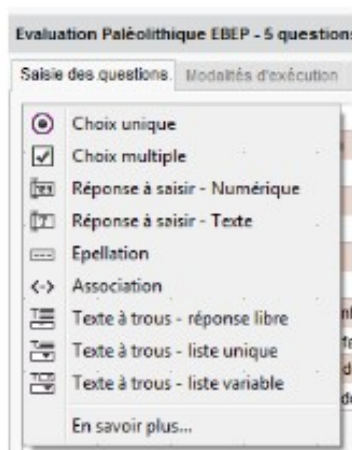 Evaluation Paléolithique EBEP - 5 questions
Saisie des questions Modalités d'exécution
Choix unique
Choix multiple
Réponse à saisir - Numérique
Réponse à saisir - Texte
Epellation
Association
Texte à trous - réponse libre
Texte à trous - liste unique
Texte à trous - liste variable
En savoir plus...